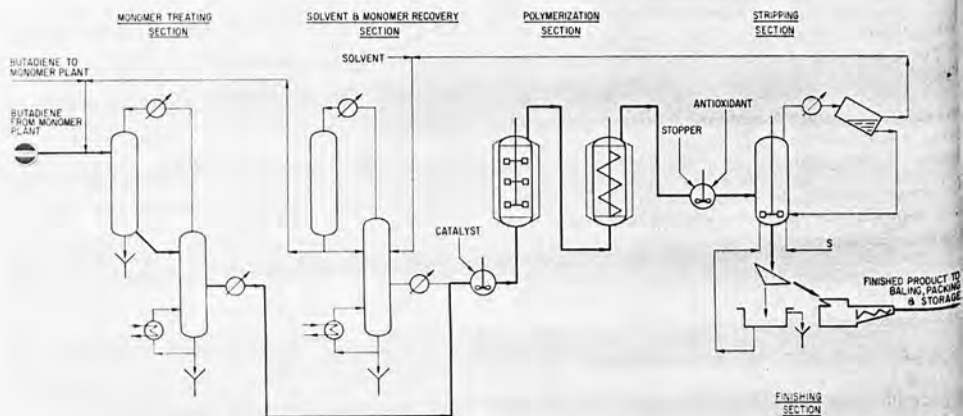 MONOMER TREATING
SECTION
SOLVENT & MONOMER RECOVERY
SECTION
POLYMERIZATION
SECTION
STRIPPING
SECTION
BUTADIENE TO
MONOMER PLANT
BUTADIENE
FROM MONOMER
PLANT
SOLVENT
CATALYST
STOPPER
ANTIOXIDANT
S
FINISHED PRODUCT TO
BALING, PACKING
& STORAGE
FINISHING
SECTION